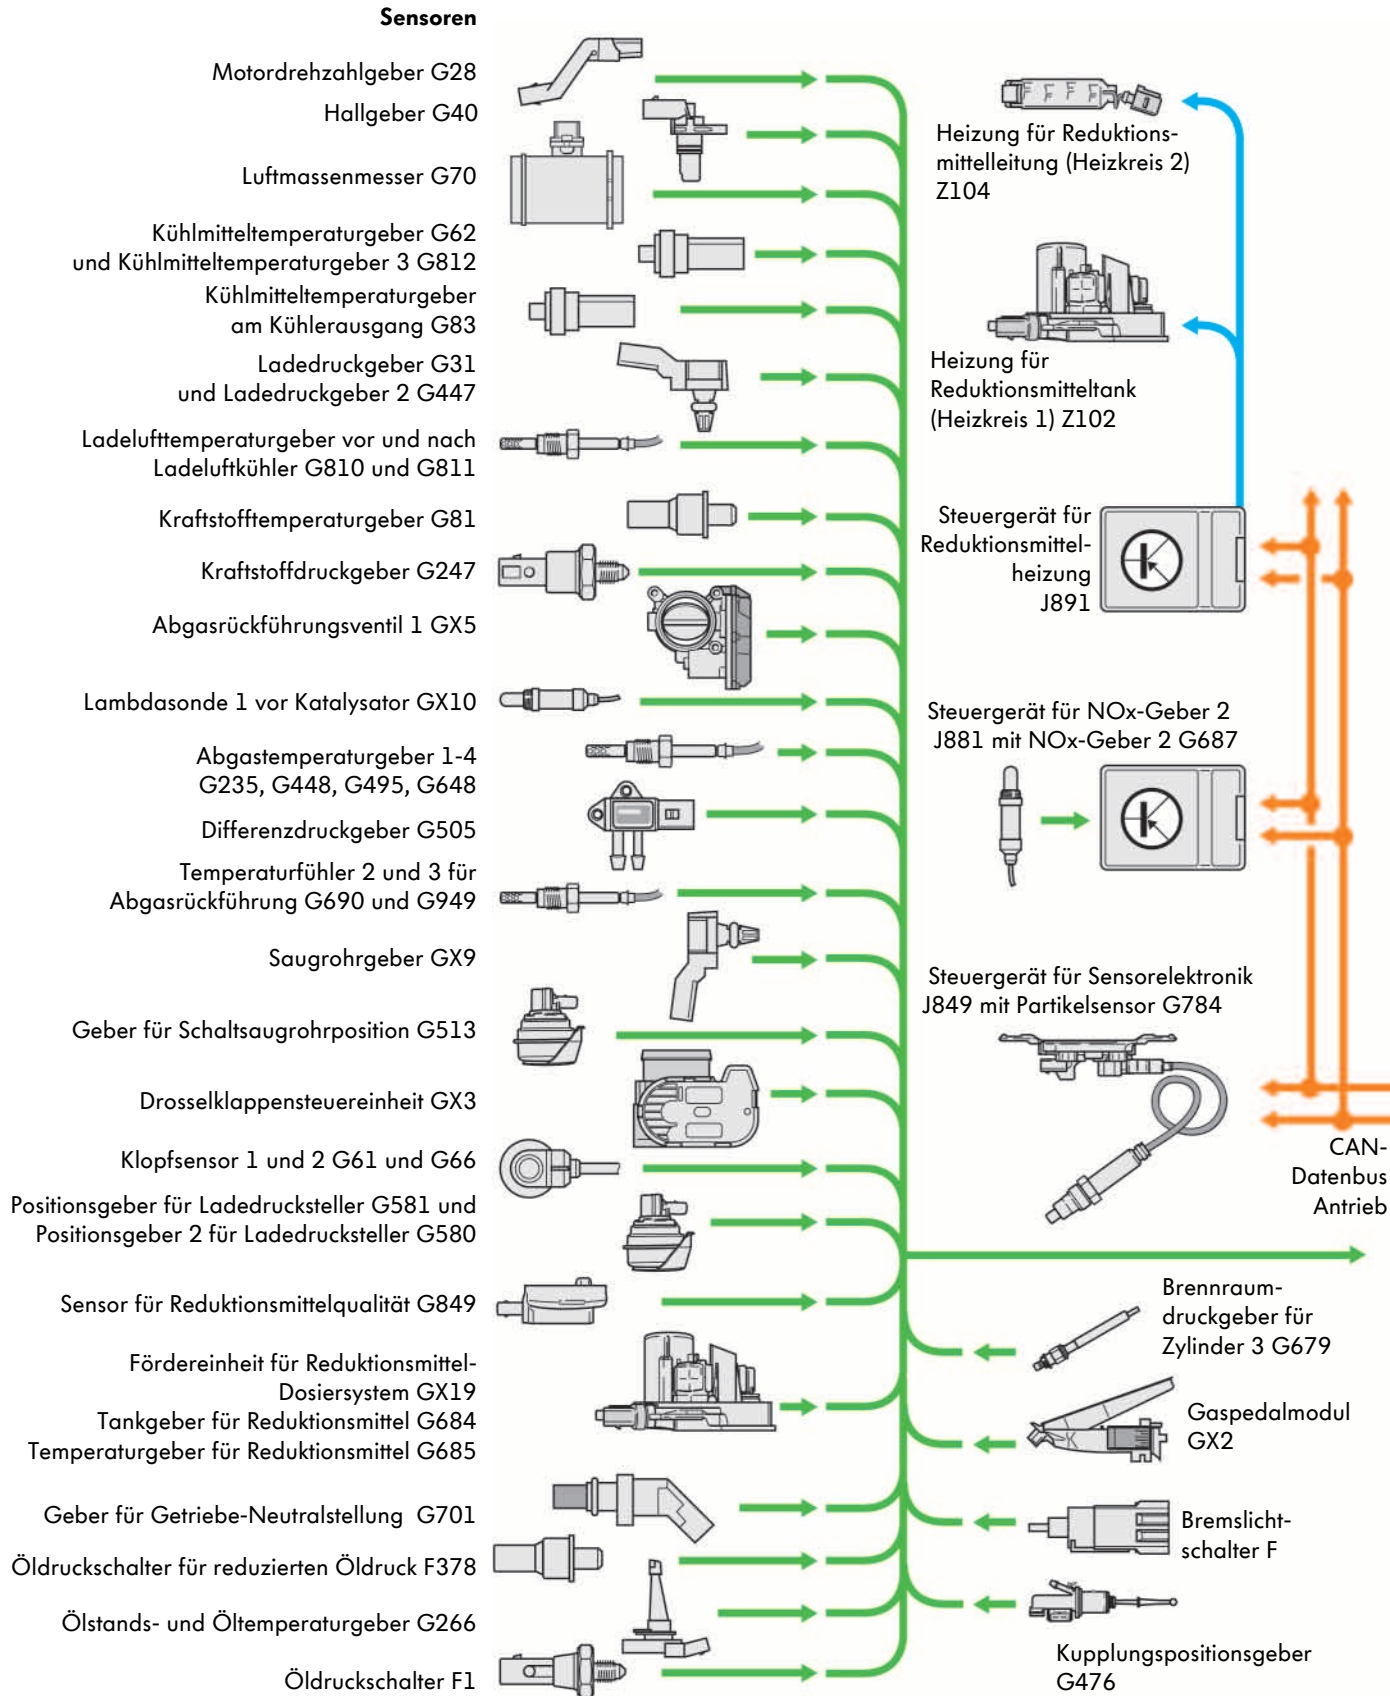 Sensoren
Motordrehzahlgeber G28
Hallgeber G40
Luftmassenmesser G70
Kühlmitteltemperaturgeber G62
und Kühlmitteltemperaturgeber 3 G812
Kühlmitteltemperaturgeber
am Kühlerausgang G83
Ladedruckgeber G31
und Ladedruckgeber 2 G447
Ladelufttemperaturgeber vor und nach
Ladeluftkühler G810 und G811
Kraftstofftemperaturgeber G81
Kraftstoffdruckgeber G247
Abgasrückführungsventil 1 GX5
Lambdasonde 1 vor Katalysator GX10
Abgastemperaturgeber 1-4
G235, G448, G495, G648
Differenzdruckgeber G505
Temperaturfühler 2 und 3 für
Abgasrückführung G690 und G949
Saugrohrgeber GX9
Geber für Schaltsaugrohrposition G513
Drosselklappensteuereinheit GX3
Klopfsensor 1 und 2 G61 und G66
Positionsgeber für Ladedrucksteller G581 und
Positionsgeber 2 für Ladedrucksteller G580
Sensor für Reduktionsmittelqualität G849
Fördereinheit für Reduktionsmittel-
Dosiersystem GX19
Tankgeber für Reduktionsmittel G684
Temperaturgeber für Reduktionsmittel G685
Geber für Getriebe-Neutralstellung G701
Öldruckschalter für reduzierten Öldruck F378
Ölstands- und Öltemperaturgeber G266
Öldruckschalter F1
Heizung für Reduktions-
mittelleitung (Heizkreis 2)
Z104
Heizung für
Reduktionsmitteltank
(Heizkreis 1) Z102
Steuergerät für
Reduktionsmittel-
heizung
J891
Steuergerät für NOx-Geber 2
J881 mit NOx-Geber 2 G687
Steuergerät für Sensorelektronik
J849 mit Partikelsensor G784
CAN-
Datenbus
Antrieb
Brennraum-
druckgeber für
Zylinder 3 G679
Gaspedalmodul
GX2
Bremslicht-
schalter F
Kupplungspositionsgeber
G476